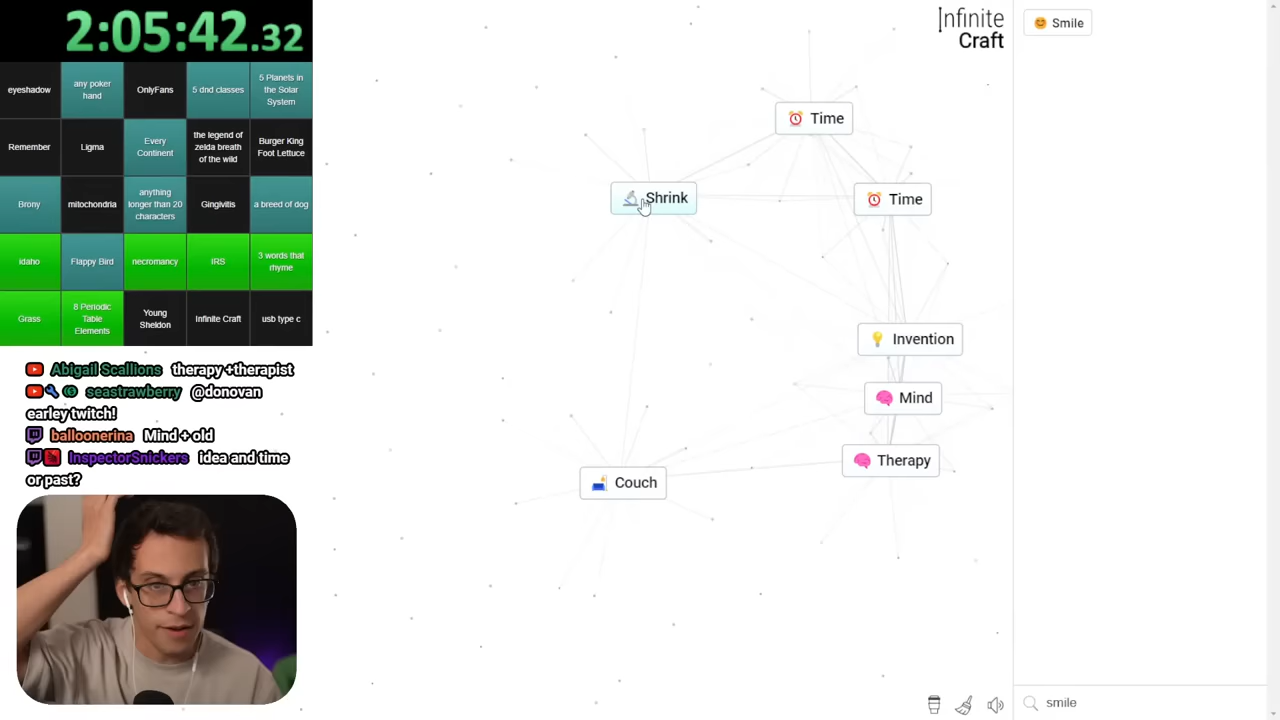 2:05:42.32
eyeshadow
any poker
hand
OnlyFans
5 dnd classes
5 Planets in
the Solar
System
Remember
Ligma
Every
Continent
the legend of
zelda breath
of the wild
Burger King
Foot Lettuce
Brony
mitochondria
anything
longer than 20
characters
Gingivitis
a breed of dog
idaho
Flappy Bird
necromancy
IRS
3 words that
rhyme
Grass
8 Periodic
Table
Elements
Young
Sheldon
Infinite Craft
usb type c
Abigail Scallions therapy +therapist
seastrawberry @donovan
earley twitch!
balloonerina Mind + old
InspectorSnickers idea and time
or past?
Infinite
Craft
Time
Shrink
Time
Invention
Mind
Therapy
Couch
Smile
smile